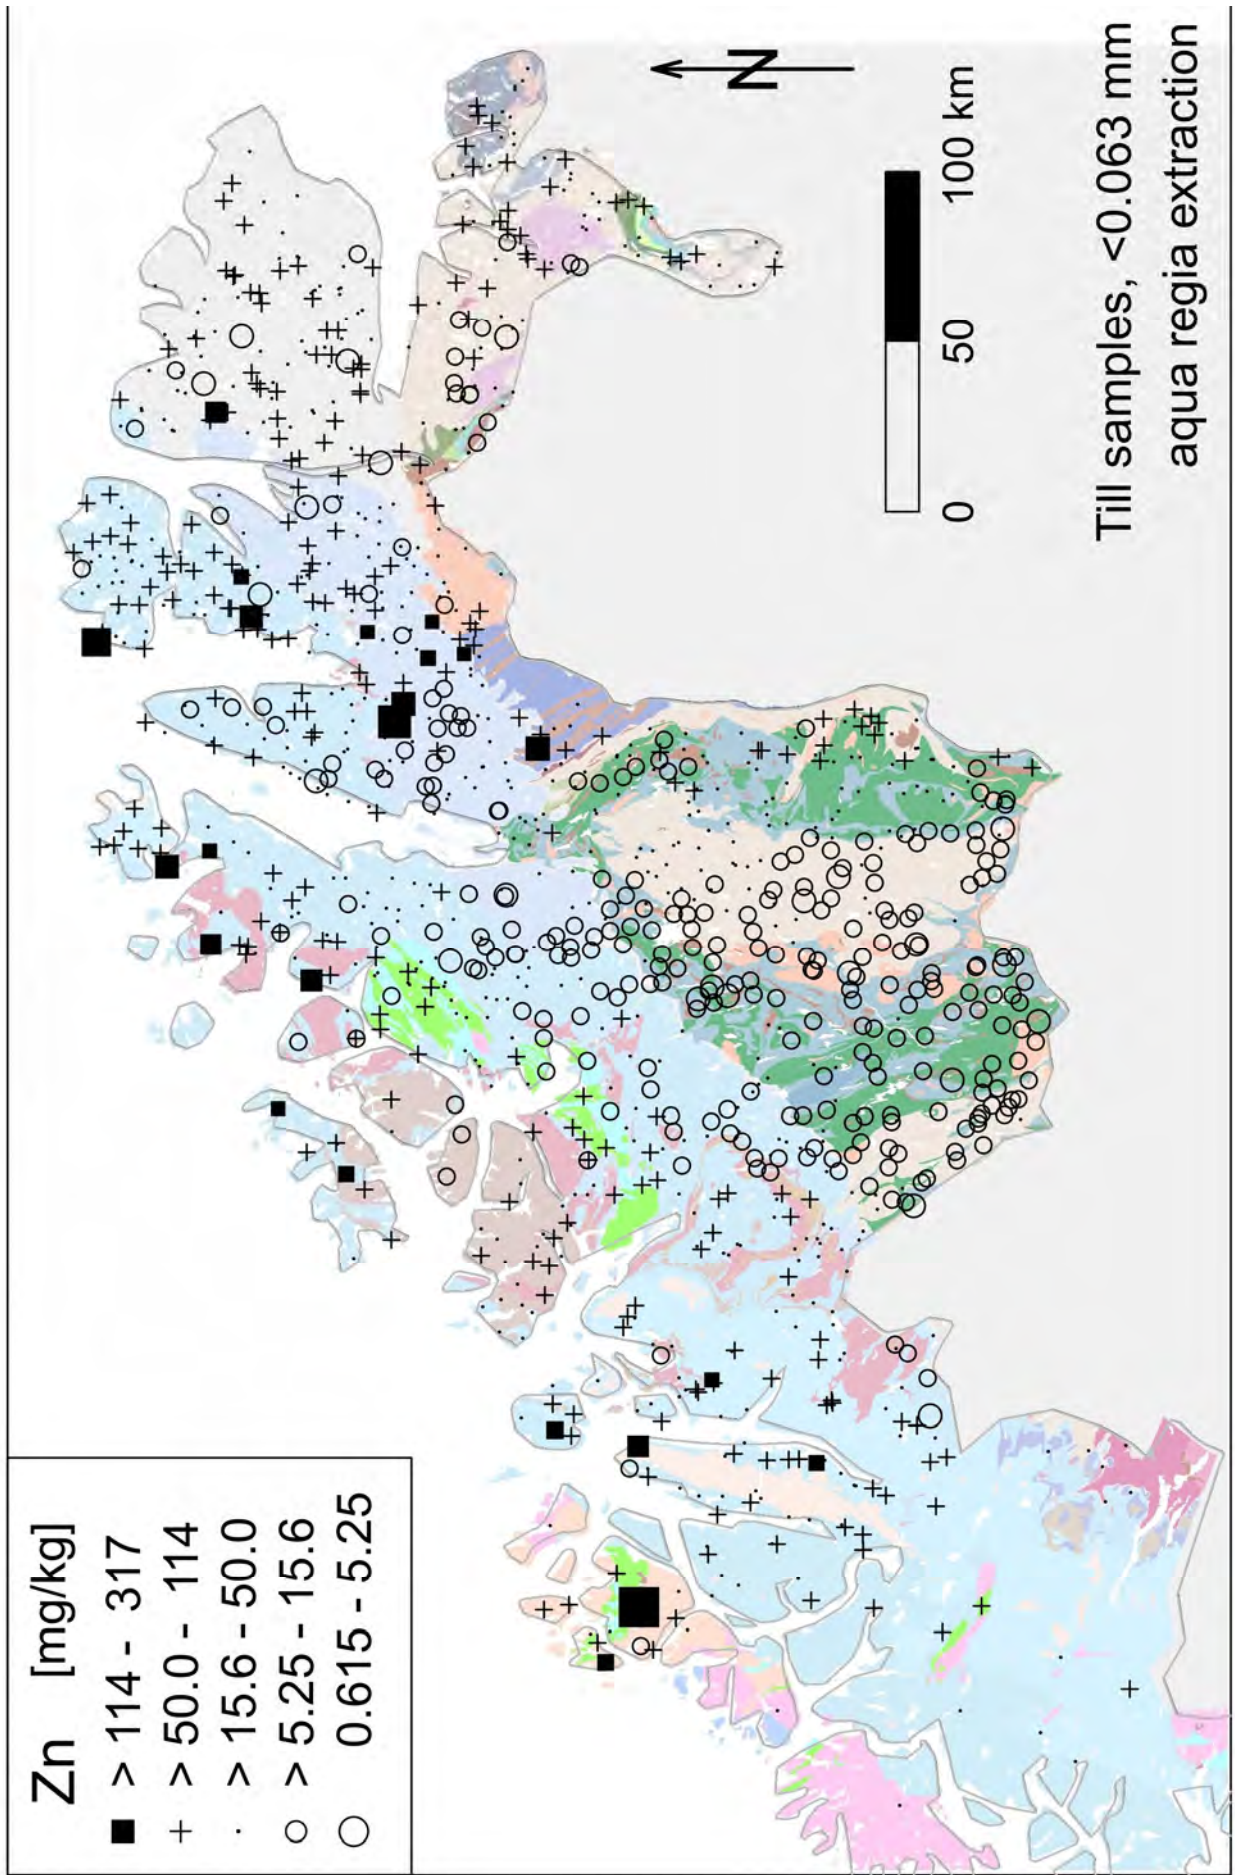 Zn [mg/kg]
> 114 - 317
> 50.0 - 114
> 15.6 - 50.0
> 5.25 - 15.6
0.615 - 5.25
N
0 50 100 km
Till samples, <0.063 mm
aqua regia extraction